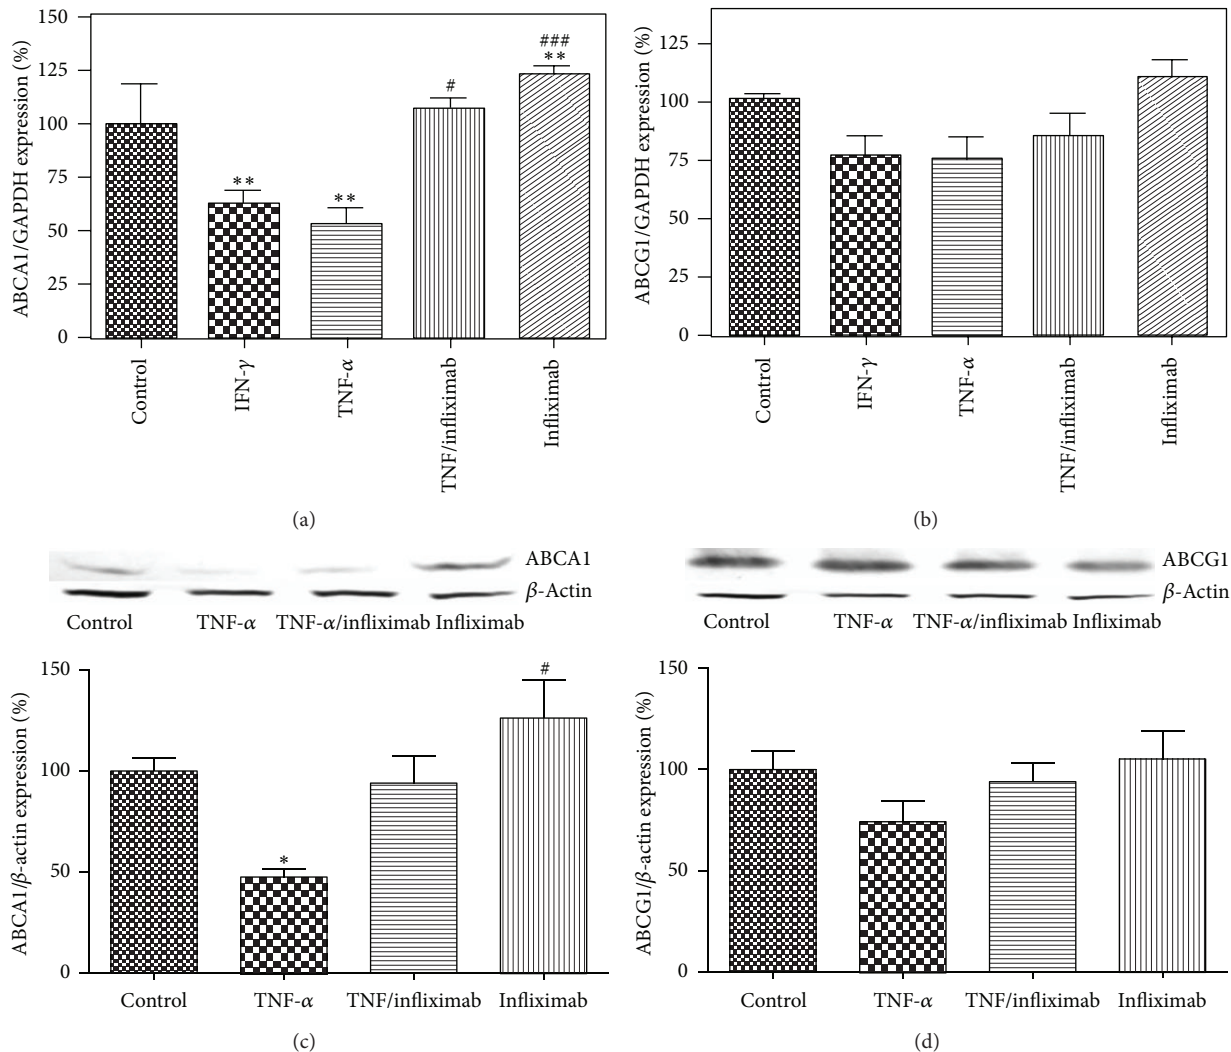 ABCA1/GAPDH expression (%)
150
125
100
75
50
25
0
**
**
#
###
**
Control
IFN-γ
TNF-α
TNF/infliximab
Infliximab
(a)
ABCG1/GAPDH expression (%)
125
100
75
50
25
0
Control
IFN-γ
TNF-α
TNF/infliximab
Infliximab
(b)
ABCA1
β-Actin
Control TNF-α TNF-α/infliximab Infliximab
ABCA1/β-actin expression (%)
150
100
50
0
*
#
Control TNF-α TNF/infliximab Infliximab
(c)
ABCG1
β-Actin
Control TNF-α TNF-α/infliximab Infliximab
ABCG1/β-actin expression (%)
150
100
50
0
Control TNF-α TNF/infliximab Infliximab
(d)